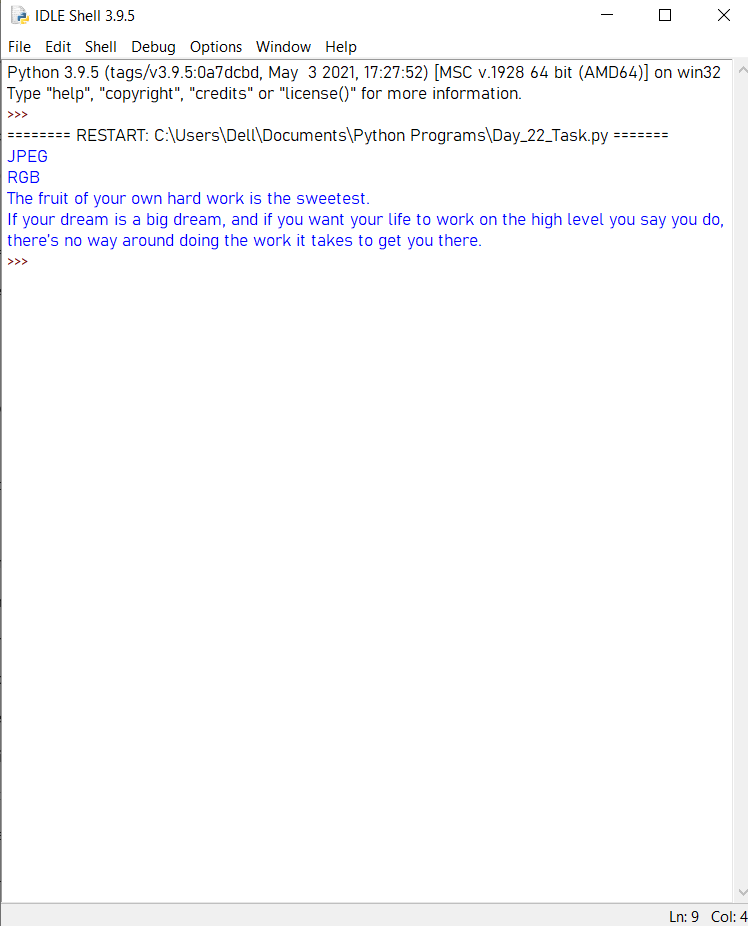 IDLE Shell 3.9.5
File Edit Shell Debug Options Window Help
Python 3.9.5 (tags/v3.9.5:0a7dcbd, May  3 2021, 17:27:52) [MSC v.1928 64 bit (AMD64)] on win32
Type "help", "copyright", "credits" or "license()" for more information.
>>>
======== RESTART: C:\Users\Dell\Documents\Python Programs\Day_22_Task.py =======
JPEG
RGB
The fruit of your own hard work is the sweetest.
If your dream is a big dream, and if you want your life to work on the high level you say you do,
there's no way around doing the work it takes to get you there.
>>>
Ln: 9 Col: 4